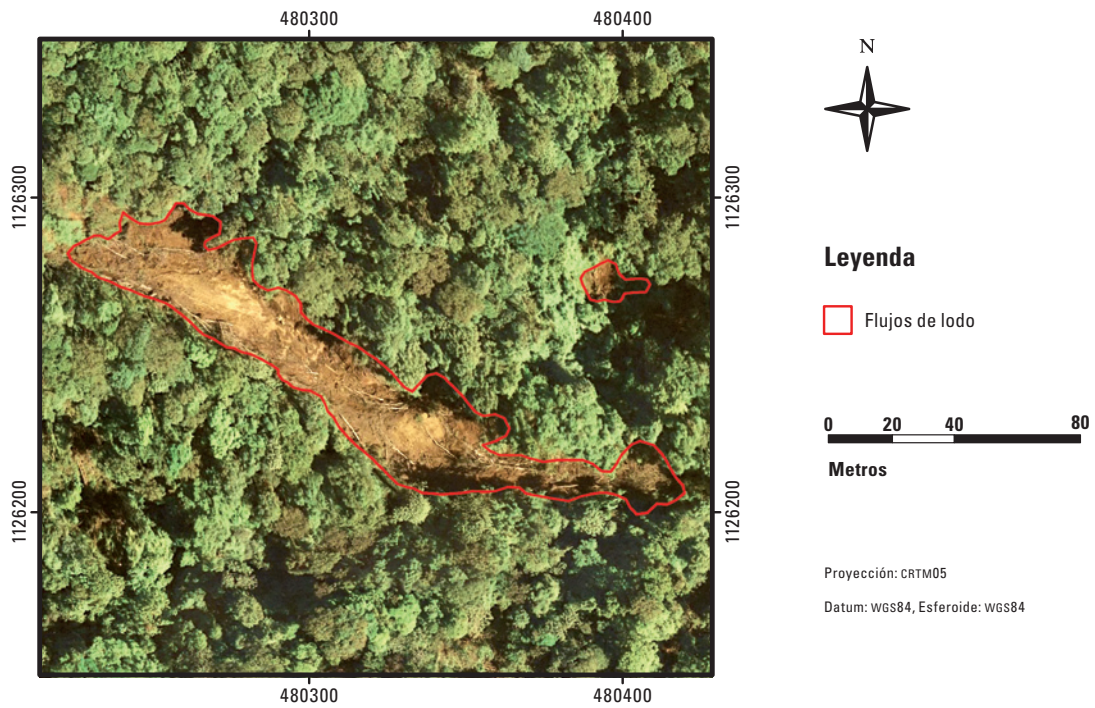 480300 480400
N
1126300 1126300
Leyenda
Flujos de lodo
0 20 40 80
Metros
1126200 1126200
Proyección: CRTM05
Datum: WGS84, Esferoide: WGS84
480300 480400